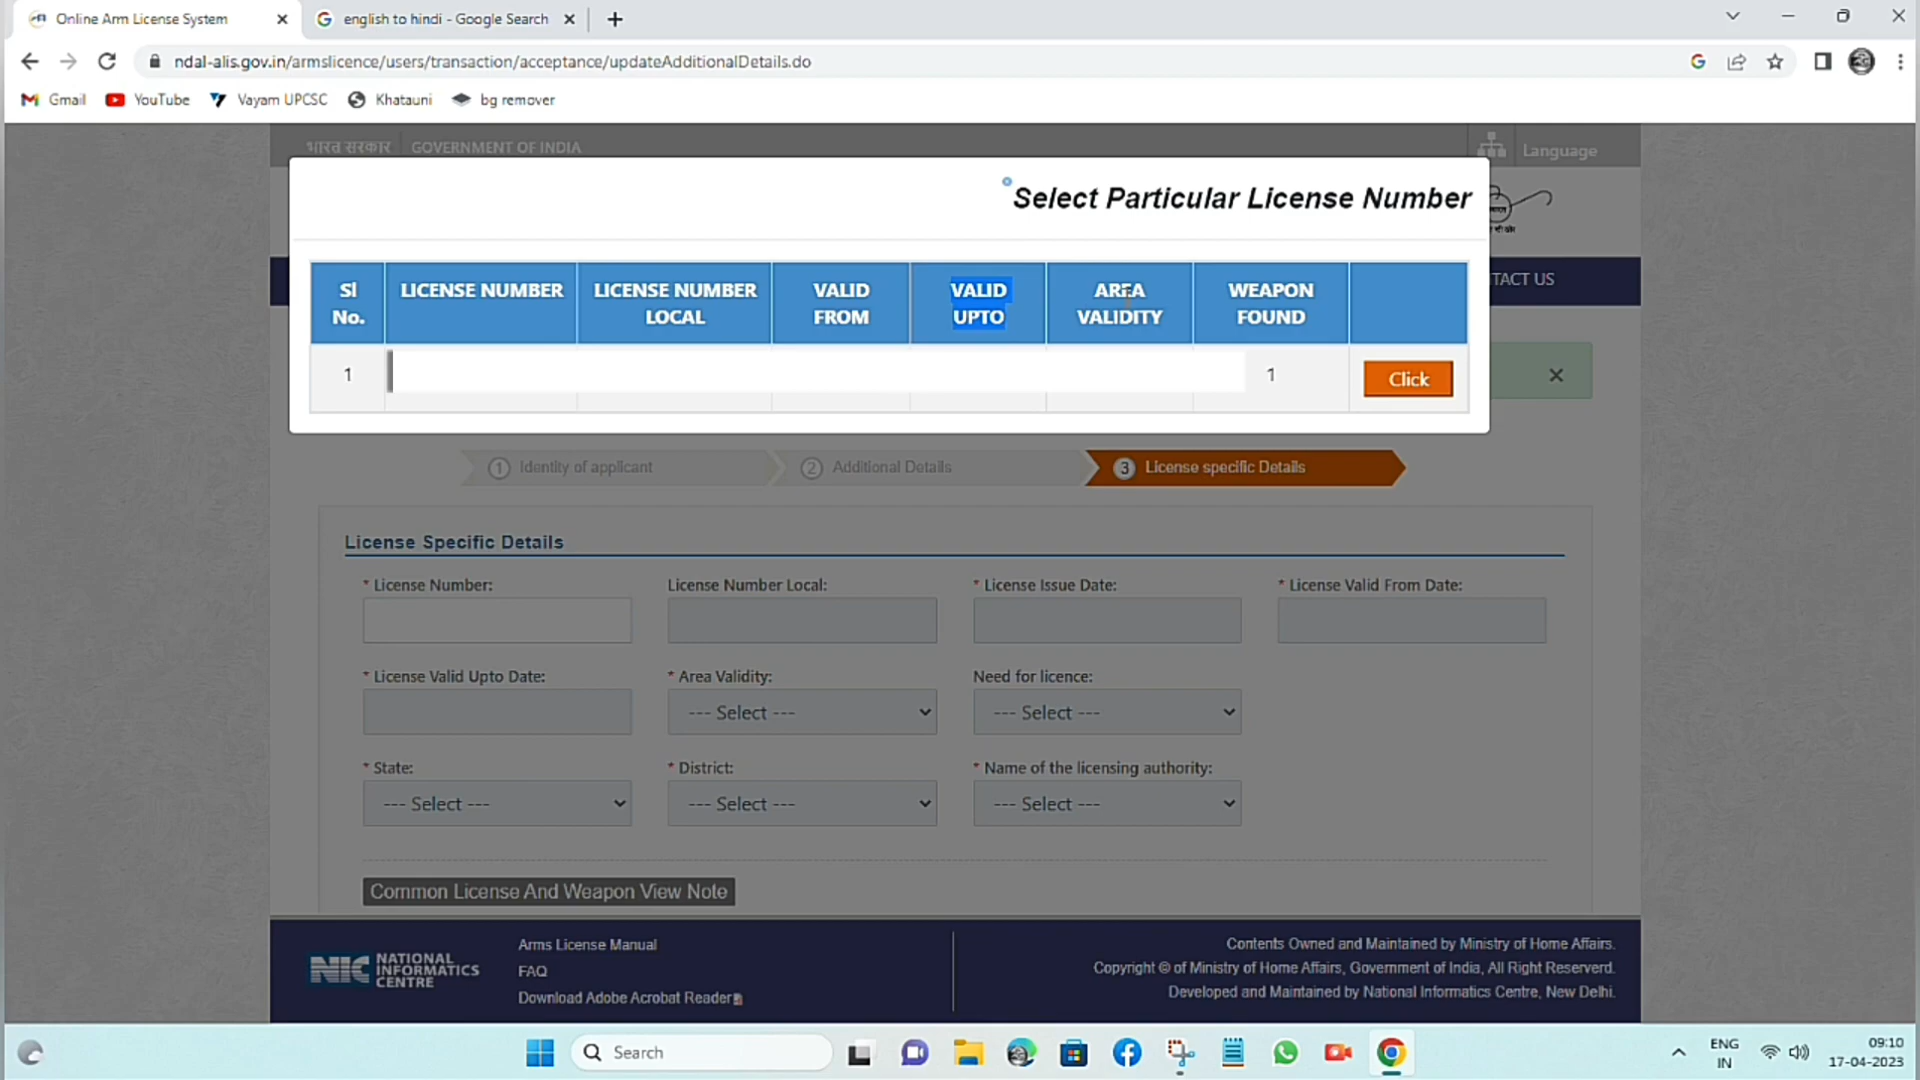 Online Arm License System
english to hindi - Google Search
ndal-alis.gov.in/armslicence/users/transaction/acceptance/updateAdditionalDetails.do
Gmail
YouTube
Vayam UPCSC
Khatauni
bg remover
भारत सरकार
GOVERNMENT OF INDIA
Language
Select Particular License Number
TACT US
Sl No.
LICENSE NUMBER
LICENSE NUMBER LOCAL
VALID FROM
VALID UPTO
AREA VALIDITY
WEAPON FOUND
1
1
Click
1 Identity of applicant
2 Additional Details
3 License specific Details
License Specific Details
* License Number:
License Number Local:
* License Issue Date:
* License Valid From Date:
* License Valid Upto Date:
* Area Validity:
Need for licence:
--- Select ---
--- Select ---
* State:
* District:
* Name of the licensing authority:
--- Select ---
--- Select ---
--- Select ---
Common License And Weapon View Note
NIC NATIONAL INFORMATICS CENTRE
Arms License Manual
FAQ
Download Adobe Acrobat Reader
Contents Owned and Maintained by Ministry of Home Affairs.
Copyright © of Ministry of Home Affairs, Government of India, All Right Reserverd.
Developed and Maintained by National Informatics Centre, New Delhi.
Search
ENG
IN
09:10
17-04-2023